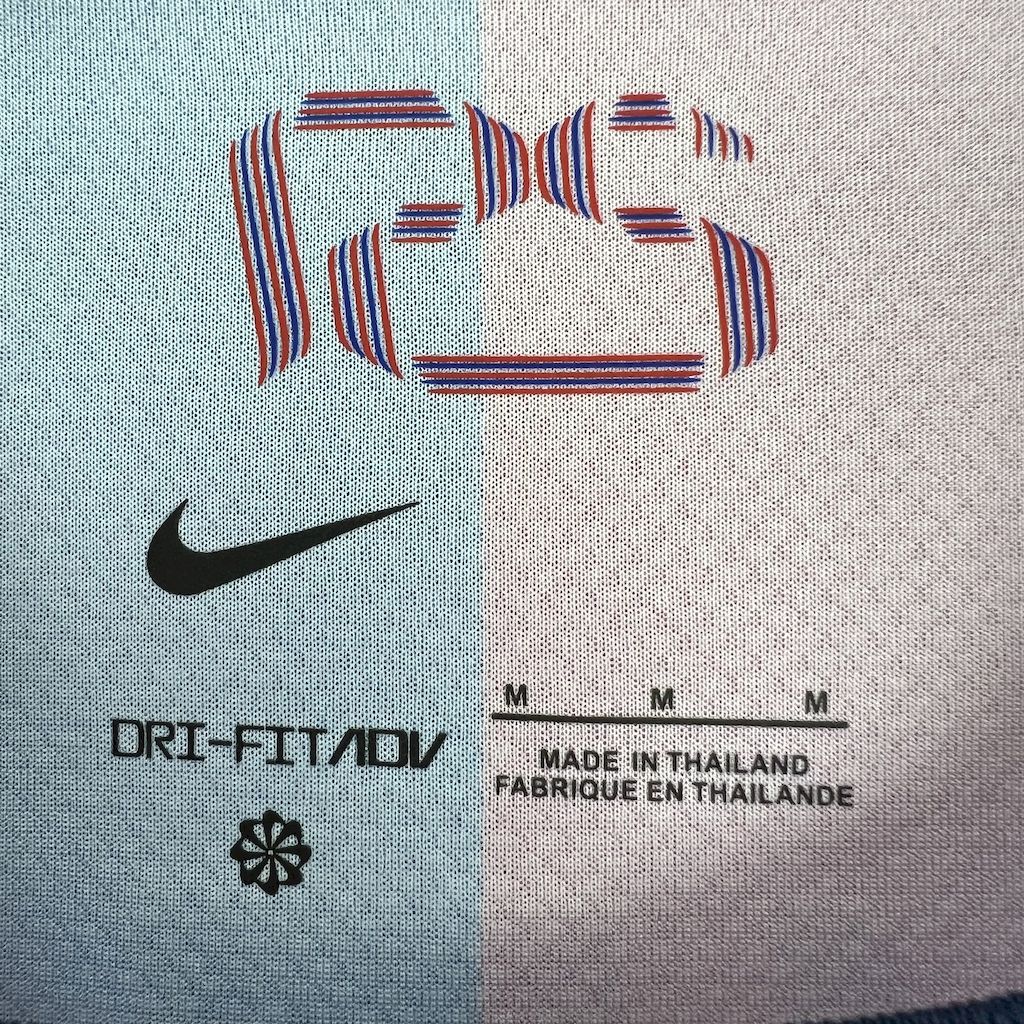 DRI-FIT ADV
M M M
MADE IN THAILAND
FABRIQUE EN THAILANDE